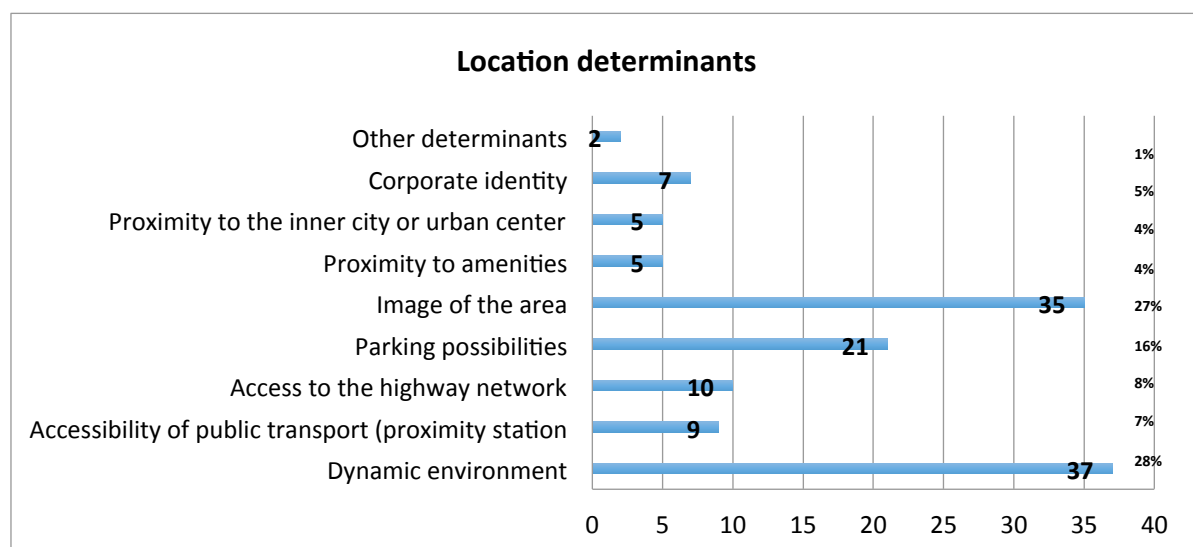 Location determinants
Other determinants 2 1%
Corporate identity 7 5%
Proximity to the inner city or urban center 5 4%
Proximity to amenities 5 4%
Image of the area 35 27%
Parking possibilities 21 16%
Access to the highway network 10 8%
Accessibility of public transport (proximity station 9 7%
Dynamic environment 37 28%
0 5 10 15 20 25 30 35 40